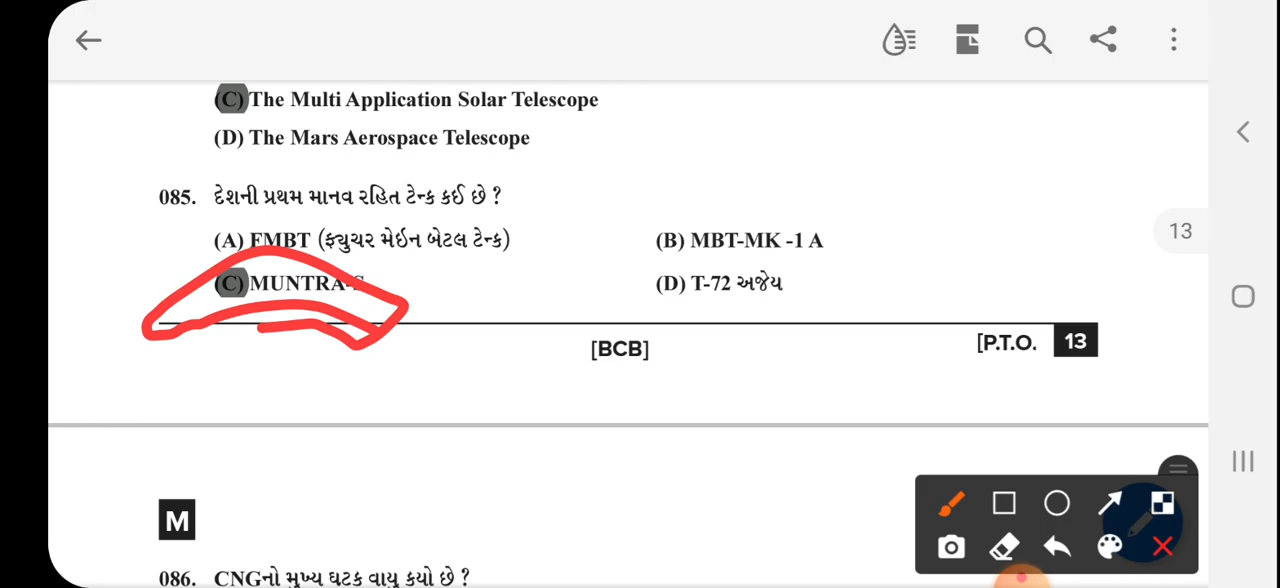 (C) The Multi Application Solar Telescope
(D) The Mars Aerospace Telescope
085. દેશની પ્રથમ માનવ રહિત ટેન્ક કઈ છે ?
(A) FMBT (ફ્યુચર મેઇન બેટલ ટેન્ક) (B) MBT-MK -1 A
(C) MUNTRA-S (D) T-72 અજેય
[BCB] [P.T.O. 13
13
M
086. CNGનો મુખ્ય ઘટક વાયુ કયો છે ?